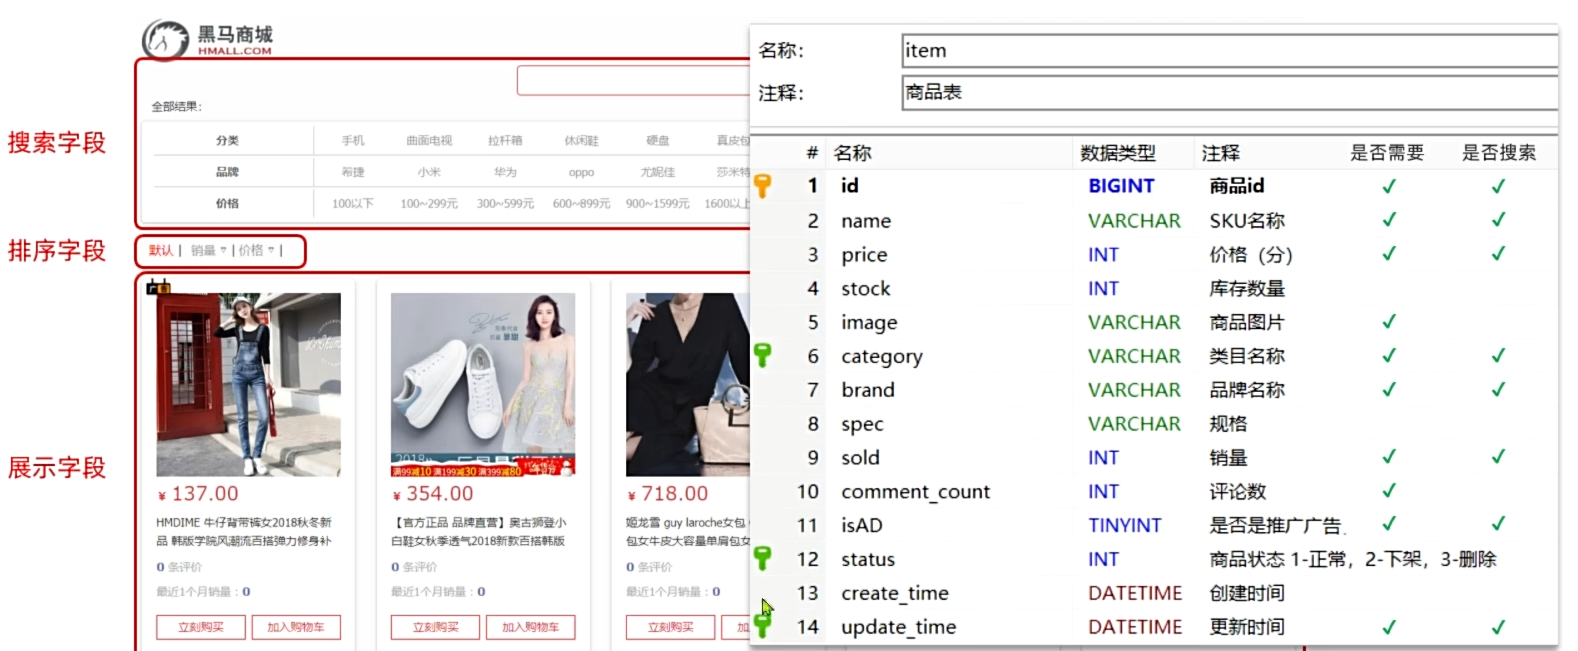 黑马商城
HMALL.COM
搜索字段
全部结果：
分类 手机 曲面电视 拉杆箱 休闲鞋 硬盘 真皮包
品牌 希捷 小米 华为 oppo 尤妮佳 莎米特
价格 100以下 100~299元 300~599元 600~899元 900~1599元 1600以上
排序字段
默认 | 销量 | 价格 |
展示字段
¥ 137.00
HMDIME 牛仔背带裤女2018秋冬新
品 韩版学院风潮流百搭弹力修身补
0 条评价
最近1个月销量：0
立刻购买 加入购物车
2018
满99减10 满199减30 满399减80
¥ 354.00
【官方正品 品牌直营】奥古狮登小
白鞋女秋季透气2018新款百搭韩版
0 条评价
最近1个月销量：0
立刻购买 加入购物车
¥ 718.00
姬龙雪 guy laroche女包
包女牛皮大容量单肩包女
0 条评价
最近1个月销量：0
立刻购买 加
名称： item
注释： 商品表
# 名称 数据类型 注释 是否需要 是否搜索
1 id BIGINT 商品id ✓ ✓
2 name VARCHAR SKU名称 ✓ ✓
3 price INT 价格（分） ✓ ✓
4 stock INT 库存数量
5 image VARCHAR 商品图片 ✓
6 category VARCHAR 类目名称 ✓ ✓
7 brand VARCHAR 品牌名称 ✓ ✓
8 spec VARCHAR 规格
9 sold INT 销量 ✓ ✓
10 comment_count INT 评论数 ✓
11 isAD TINYINT 是否是推广广告 ✓ ✓
12 status INT 商品状态 1-正常，2-下架，3-删除
13 create_time DATETIME 创建时间
14 update_time DATETIME 更新时间 ✓ ✓